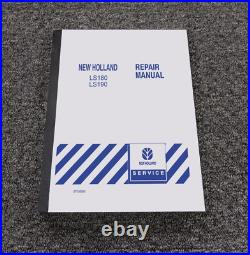 NEW HOLLAND
LS180
LS190
REPAIR
MANUAL
NEW HOLLAND
SERVICE